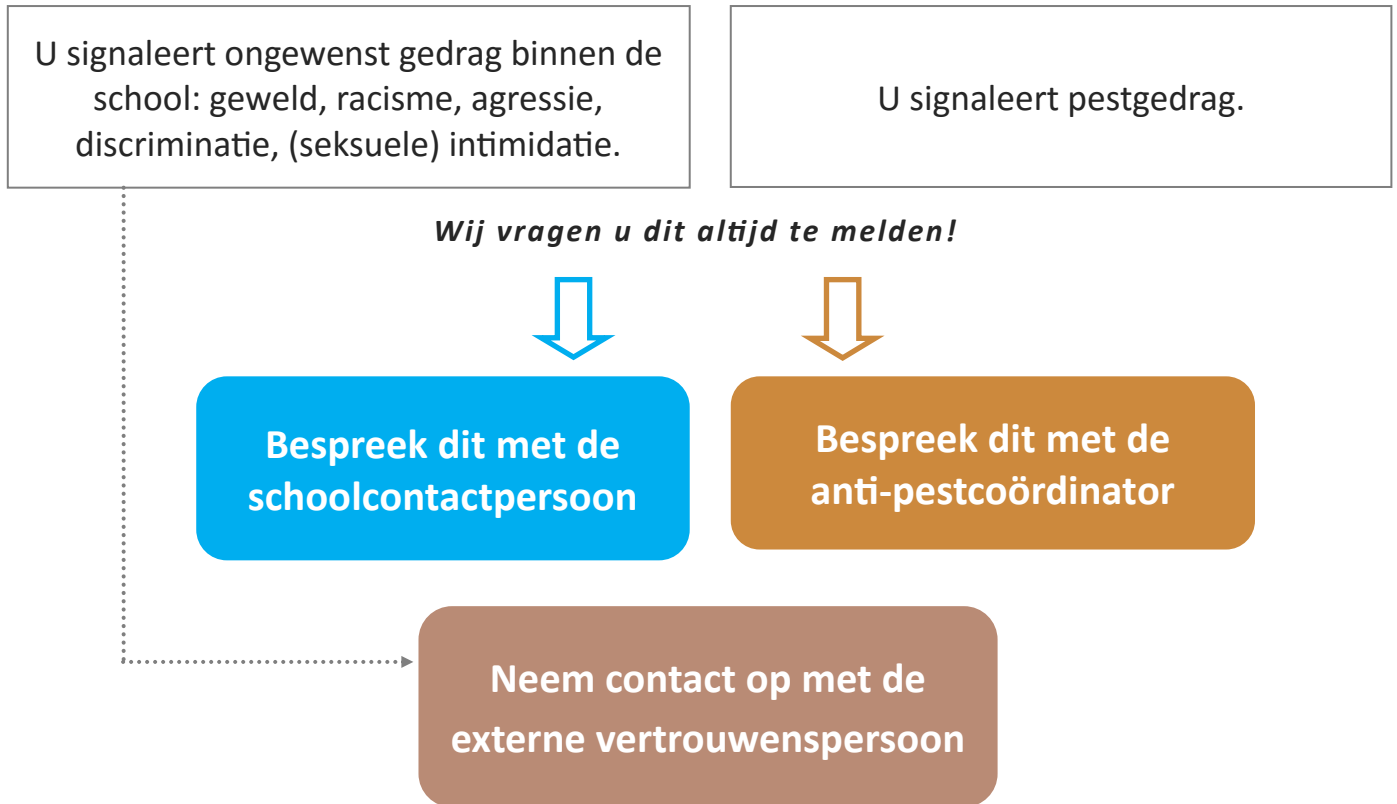 U signaleert ongewenst gedrag binnen de
school: geweld, racisme, agressie,
discriminatie, (seksuele) intimidatie.
U signaleert pestgedrag.
Wij vragen u dit altijd te melden!
Bespreek dit met de
schoolcontactpersoon
Bespreek dit met de
anti-pestcoördinator
Neem contact op met de
externe vertrouwenspersoon